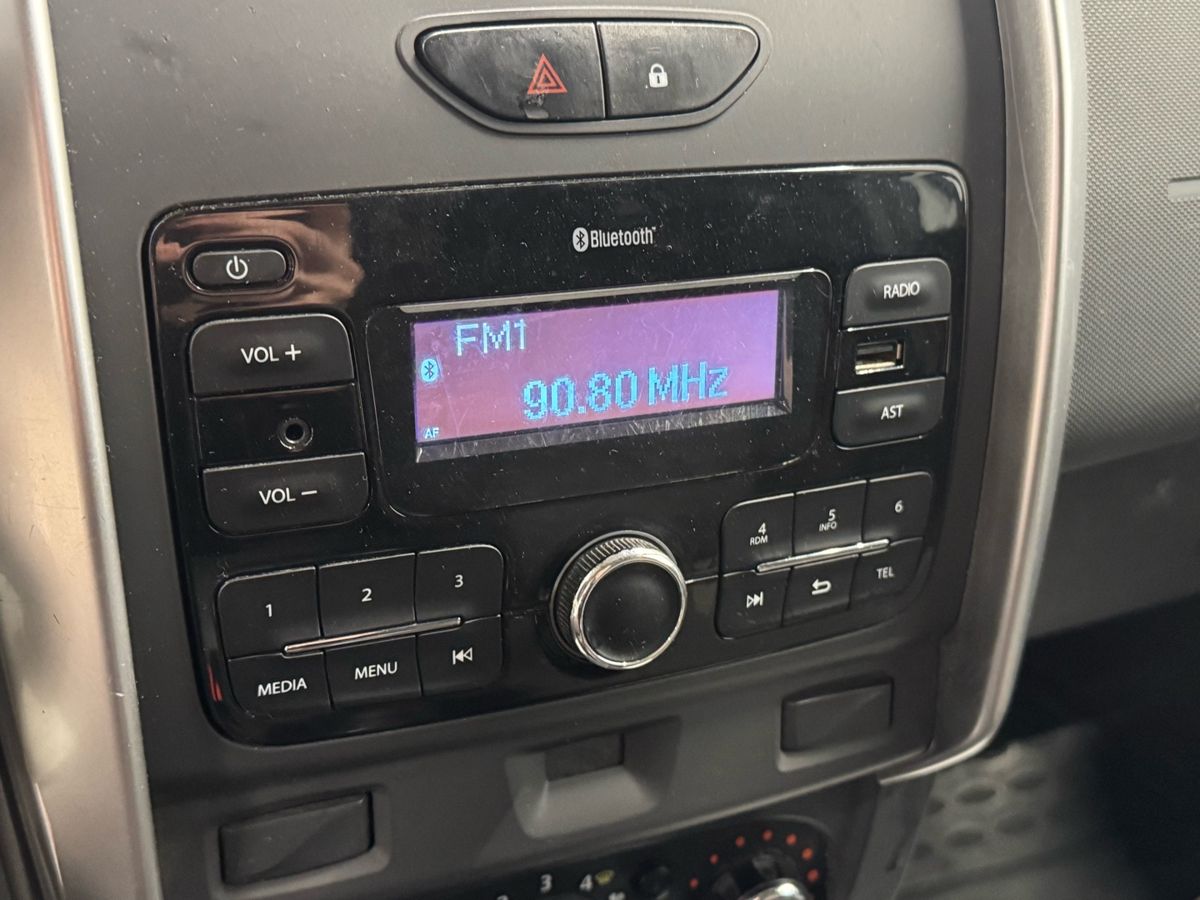 Bluetooth
RADIO
VOL +
FM1
90.80 MHz
AF
AST
VOL −
4
RDM
5
INFO
6
1
2
3
TEL
MEDIA
MENU
3
4